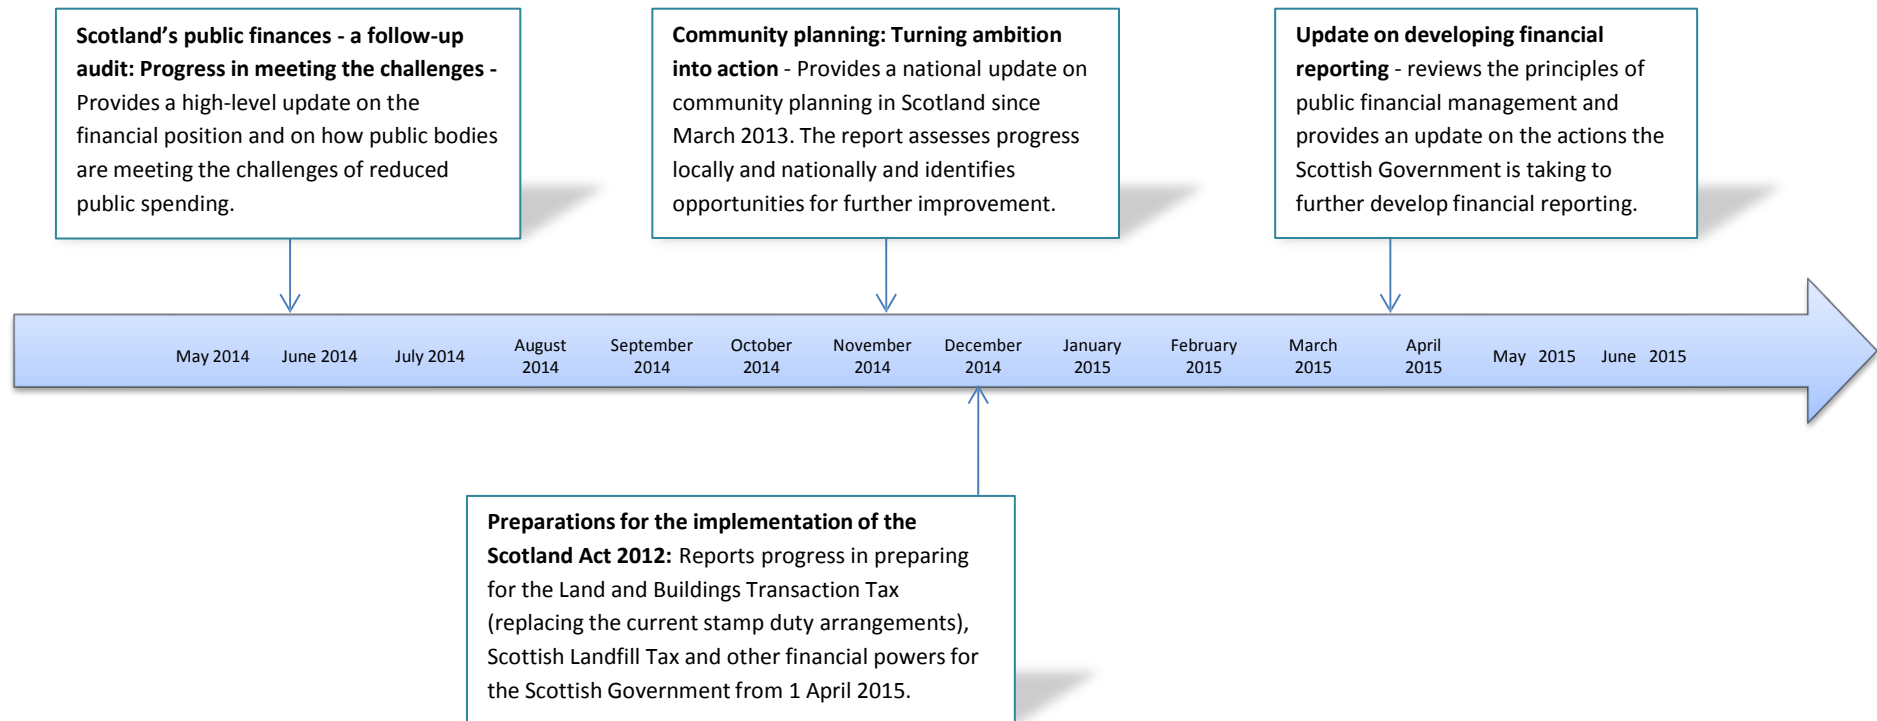 Scotland's public finances - a follow-up
audit: Progress in meeting the challenges -
Provides a high-level update on the
financial position and on how public bodies
are meeting the challenges of reduced
public spending.
Community planning: Turning ambition
into action - Provides a national update on
community planning in Scotland since
March 2013. The report assesses progress
locally and nationally and identifies
opportunities for further improvement.
Update on developing financial
reporting - reviews the principles of
public financial management and
provides an update on the actions the
Scottish Government is taking to
further develop financial reporting.
May 2014
June 2014
July 2014
August
2014
September
2014
October
2014
November
2014
December
2014
January
2015
February
2015
March
2015
April
2015
May 2015
June 2015
Preparations for the implementation of the
Scotland Act 2012: Reports progress in preparing
for the Land and Buildings Transaction Tax
(replacing the current stamp duty arrangements),
Scottish Landfill Tax and other financial powers for
the Scottish Government from 1 April 2015.